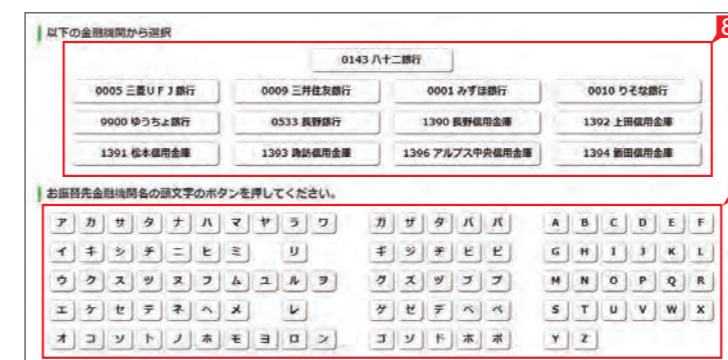 以下の金融機関から選択
8
0143 八十二銀行
0005 三菱UFJ銀行 0009 三井住友銀行 0001 みずほ銀行 0010 りそな銀行
9900 ゆうちょ銀行 0533 長野銀行 1390 長野信用金庫 1392 上田信用金庫
1391 松本信用金庫 1393 諏訪信用金庫 1396 アルプス中央信用金庫 1394 飯田信用金庫
お振替先金融機関名の頭文字のボタンを押してください。
ア カ サ タ ナ ハ マ ヤ ラ ワ ガ ザ ダ バ パ A B C D E F
イ キ シ チ ニ ヒ ミ リ ギ ジ ヂ ビ ピ G H I J K L
ウ ク ス ツ ヌ フ ム ユ ル ヲ グ ズ ヅ ブ プ M N O P Q R
エ ケ セ テ ネ ヘ メ レ ゲ ゼ デ ベ ペ S T U V W X
オ コ ソ ト ノ ホ モ ヨ ロ ン ゴ ゾ ド ボ ポ Y Z